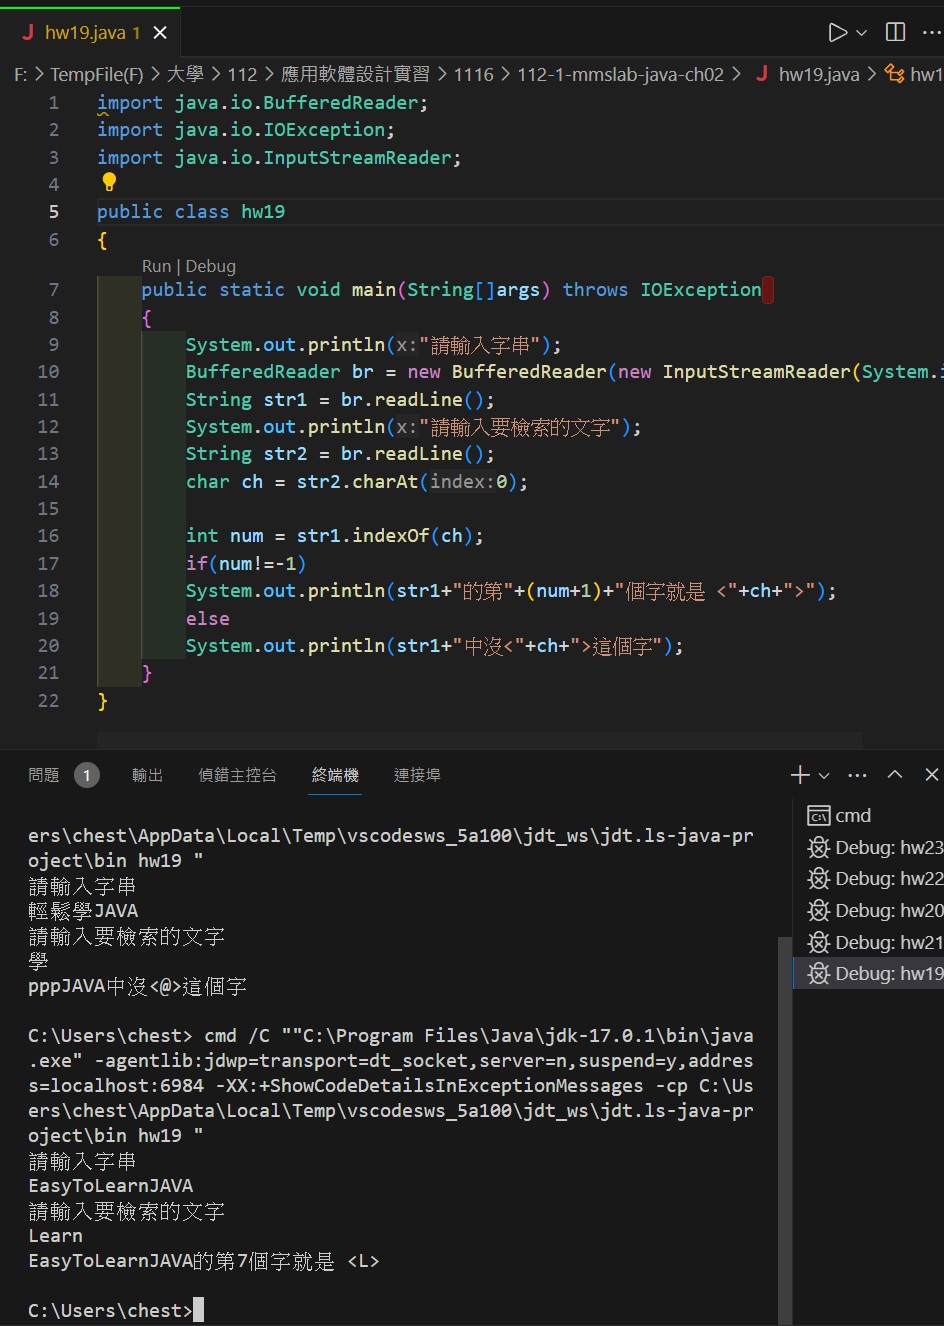 hw19.java 1
F: > TempFile(F) > 大學 > 112 > 應用軟體設計實習 > 1116 > 112-1-mmslab-java-ch02 > hw19.java > hw1
1 import java.io.BufferedReader;
2 import java.io.IOException;
3 import java.io.InputStreamReader;
4
5 public class hw19
6 {
Run | Debug
7 public static void main(String[]args) throws IOException
8 {
9 System.out.println(x:"請輸入字串");
10 BufferedReader br = new BufferedReader(new InputStreamReader(System.i
11 String str1 = br.readLine();
12 System.out.println(x:"請輸入要檢索的文字");
13 String str2 = br.readLine();
14 char ch = str2.charAt(index:0);
15
16 int num = str1.indexOf(ch);
17 if(num!=-1)
18 System.out.println(str1+"的第"+(num+1)+"個字就是 <"+ch+">");
19 else
20 System.out.println(str1+"中沒<"+ch+">這個字");
21 }
22 }
問題 1 輸出 偵錯主控台 終端機 連接埠
ers\chest\AppData\Local\Temp\vscodesws_5a100\jdt_ws\jdt.ls-java-pr
oject\bin hw19 "
請輸入字串
輕鬆學JAVA
請輸入要檢索的文字
學
pppJAVA中沒<@>這個字
C:\Users\chest> cmd /C ""C:\Program Files\Java\jdk-17.0.1\bin\java
.exe" -agentlib:jdwp=transport=dt_socket,server=n,suspend=y,addres
s=localhost:6984 -XX:+ShowCodeDetailsInExceptionMessages -cp C:\Us
ers\chest\AppData\Local\Temp\vscodesws_5a100\jdt_ws\jdt.ls-java-pr
oject\bin hw19 "
請輸入字串
EasyToLearnJAVA
請輸入要檢索的文字
Learn
EasyToLearnJAVA的第7個字就是 <L>
C:\Users\chest>
cmd
Debug: hw23
Debug: hw22
Debug: hw20
Debug: hw21
Debug: hw19